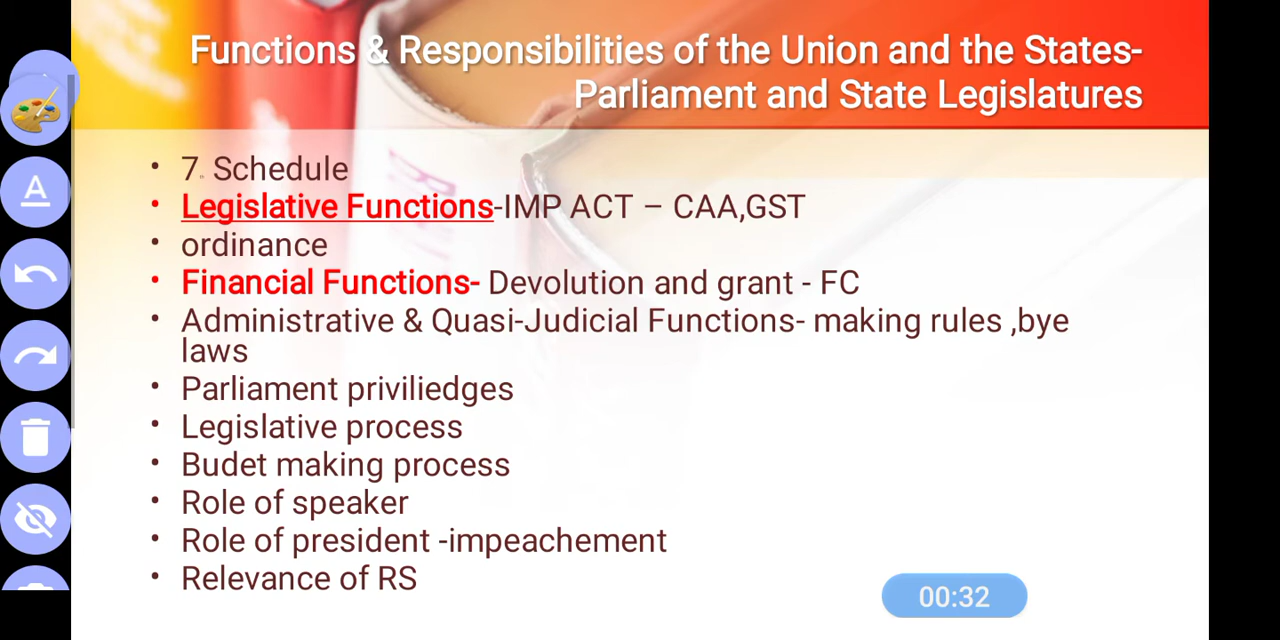 Functions & Responsibilities of the Union and the States-
Parliament and State Legislatures
• 7. Schedule
• Legislative Functions-IMP ACT – CAA,GST
• ordinance
• Financial Functions- Devolution and grant - FC
• Administrative & Quasi-Judicial Functions- making rules ,bye
laws
• Parliament priviliedges
• Legislative process
• Budet making process
• Role of speaker
• Role of president -impeachement
• Relevance of RS
00:32
A